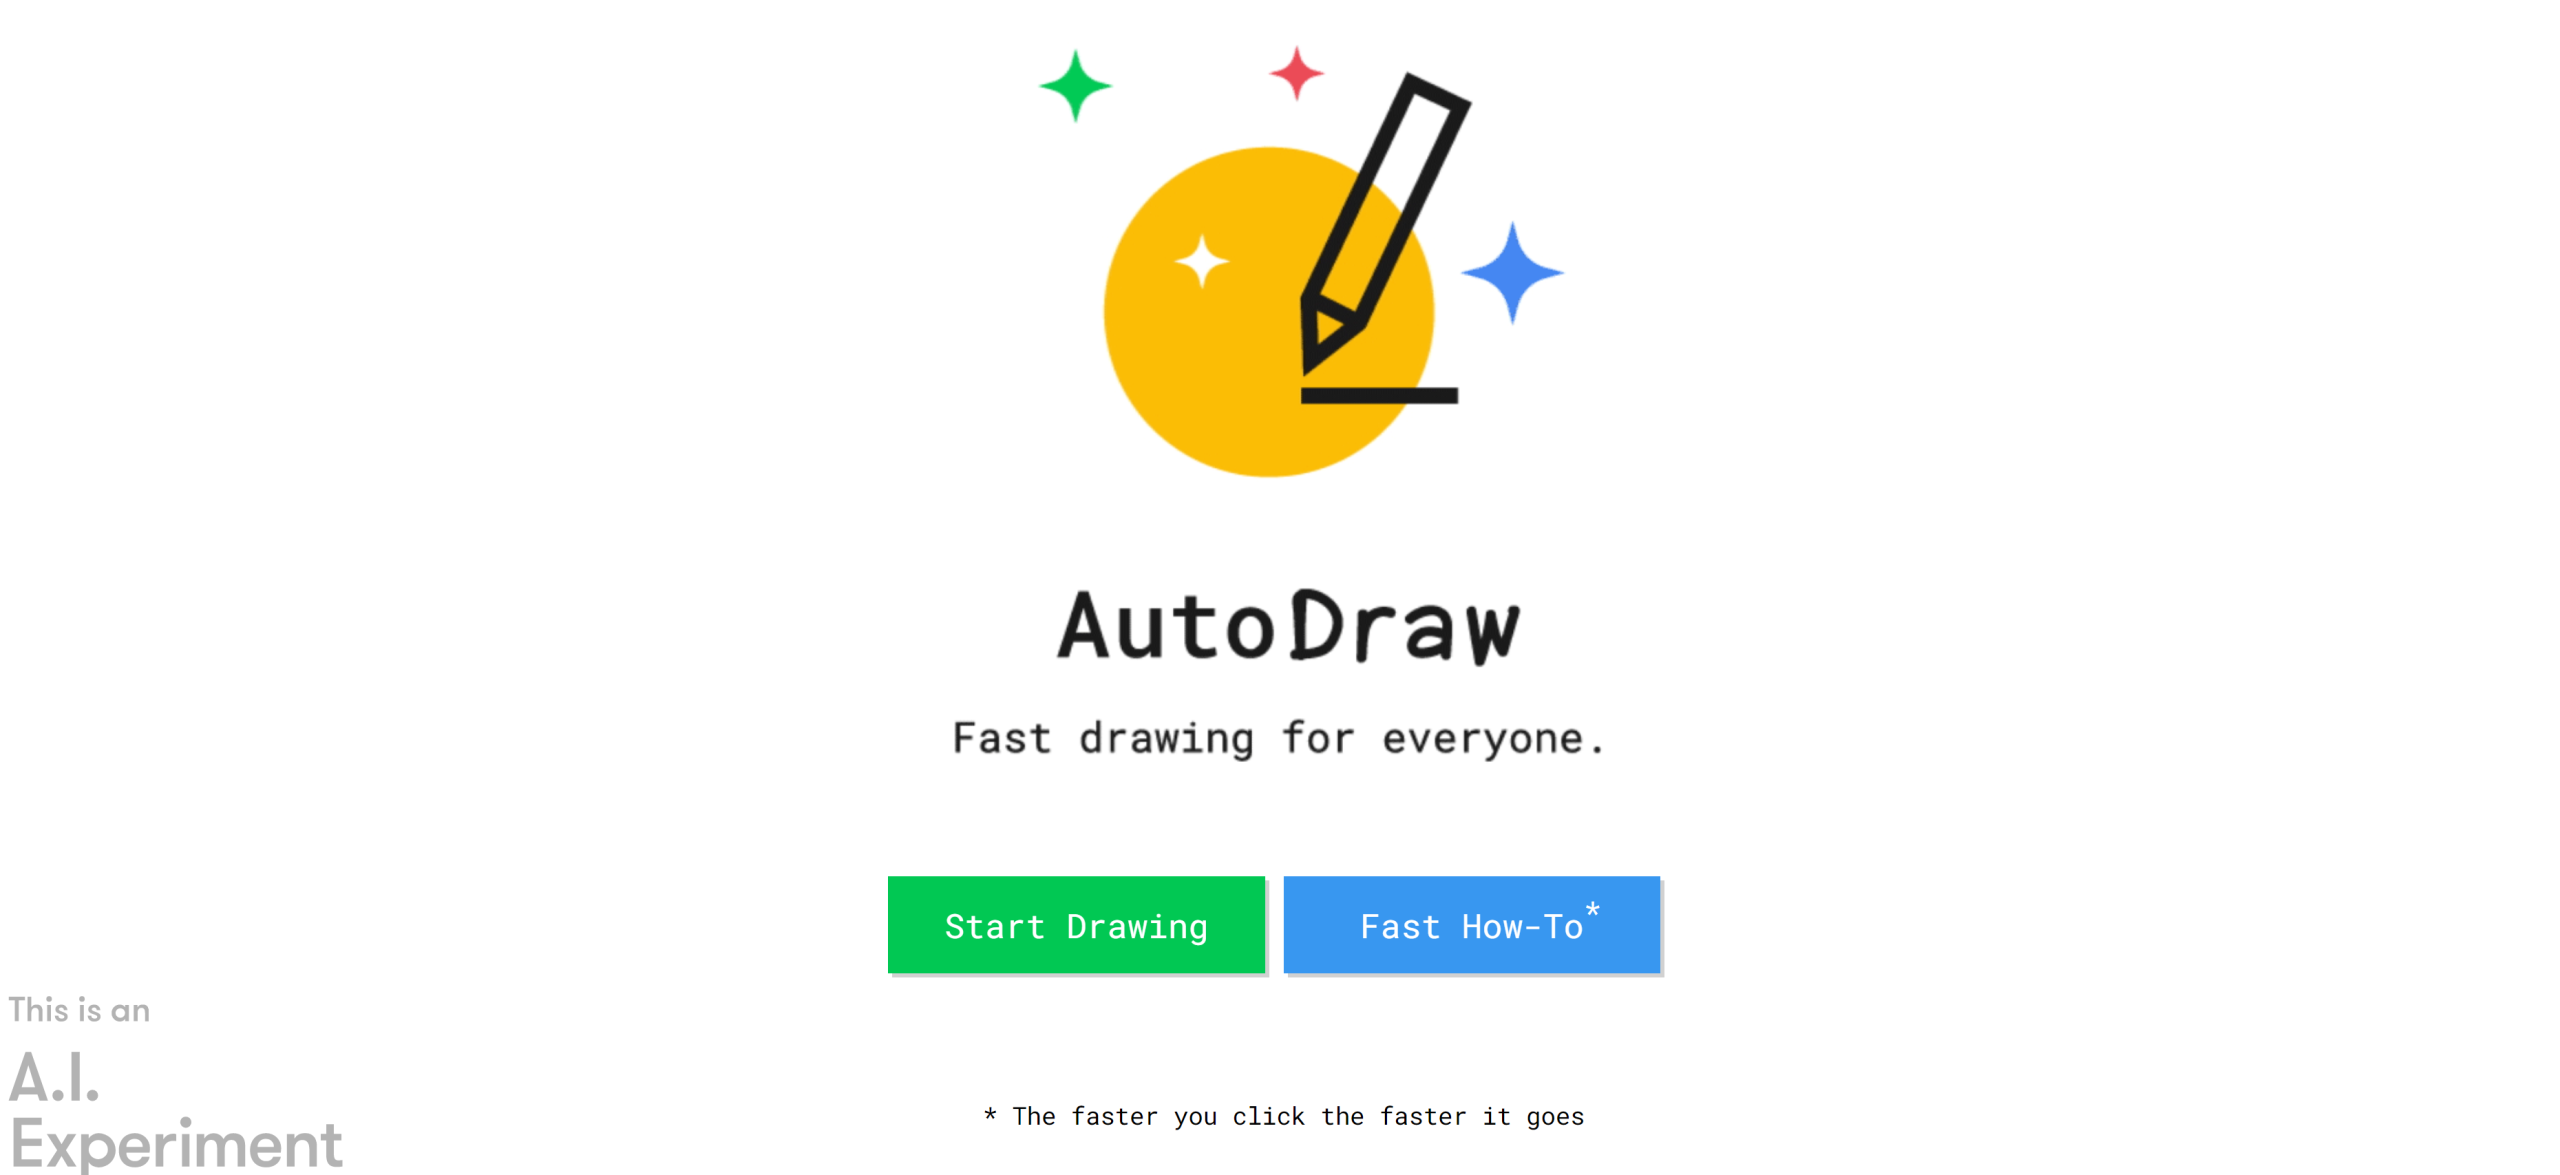 AutoDraw
Fast drawing for everyone.
Start Drawing
Fast How-To*
* The faster you click the faster it goes
This is an
A.I.
Experiment